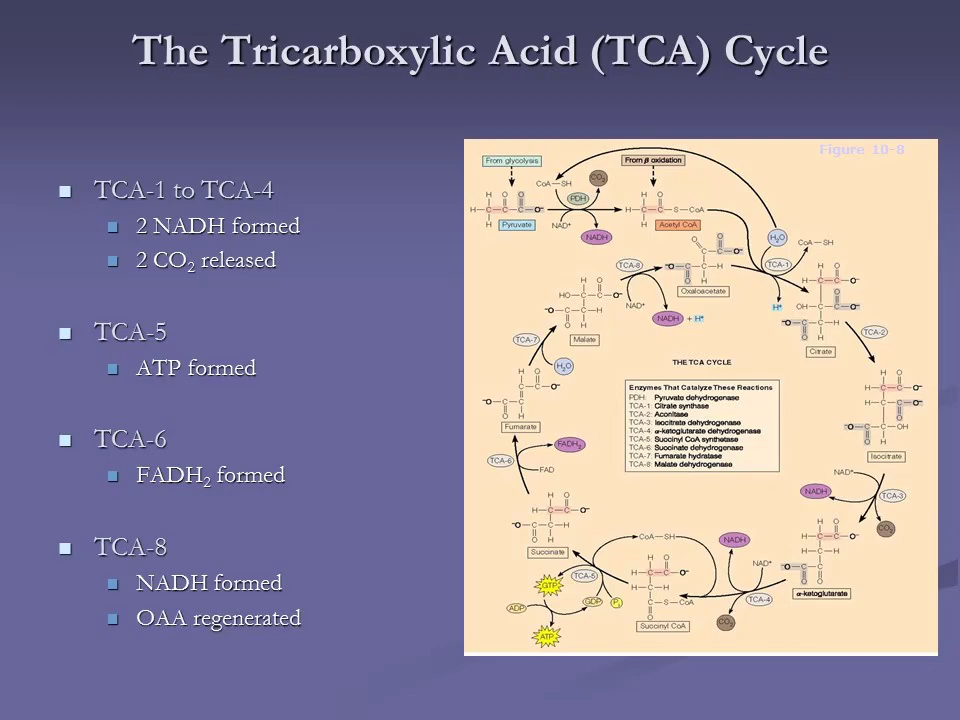 The Tricarboxylic Acid (TCA) Cycle
TCA-1 to TCA-4
2 NADH formed
2 CO2 released
TCA-5
ATP formed
TCA-6
FADH2 formed
TCA-8
NADH formed
OAA regenerated
Figure 10-8
From glycolysis
From β oxidation
CoA—SH
CO2
PDH
H O O
H—C—C—C—O–
H
Pyruvate
NAD+
NADH
H O
H—C—C—S—CoA
H
Acetyl CoA
H2O
CoA—SH
TCA-1
H+
O
C—O–
O C
–O—C—C—H
O H
Oxaloacetate
TCA-8
NAD+
NADH + H+
H O
HO—C—C—O–
–O—C—C—H
O H
Malate
TCA-7
H2O
H O
C—C—O–
–O—C—C
O H
Fumarate
TCA-6
FADH2
FAD
H O
H—C—C—O–
–O—C—C—H
O H
Succinate
H O
H—C—C—O–
O
OH—C—C—O–
–O—C—C—H
O H
Citrate
TCA-2
H O
H—C—C—O–
O
H—C—C—O–
–O—C—C—OH
O H
Isocitrate
NAD+
NADH
TCA-3
CO2
H O
H—C—C—O–
H—C—H
–O—C—C
O O
α-ketoglutarate
NAD+
NADH
TCA-4
CO2
CoA—SH
H O
H—C—C—O–
H—C—H
C—S—CoA
O
Succinyl CoA
TCA-5
GTP
GDP
Pi
ADP
ATP
THE TCA CYCLE
Enzymes That Catalyze These Reactions
PDH: Pyruvate dehydrogenase
TCA-1: Citrate synthase
TCA-2: Aconitase
TCA-3: Isocitrate dehydrogenase
TCA-4: α-ketoglutarate dehydrogenase
TCA-5: Succinyl CoA synthetase
TCA-6: Succinate dehydrogenase
TCA-7: Fumarate hydratase
TCA-8: Malate dehydrogenase